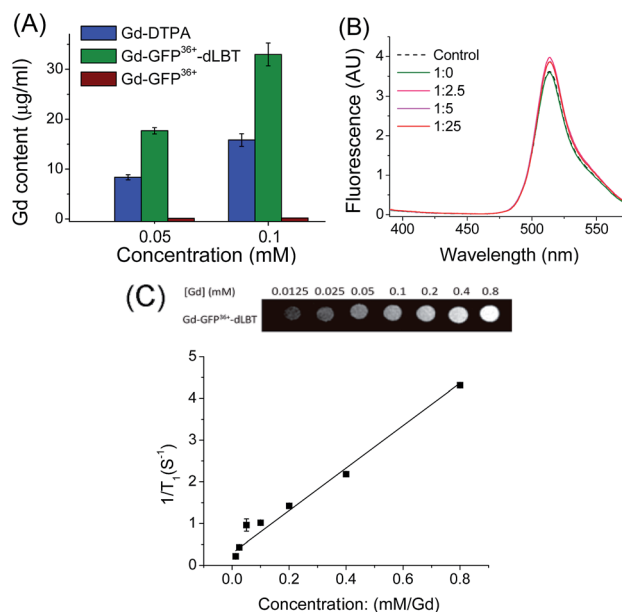 (A)
Gd-DTPA
Gd-GFP³⁶⁺-dLBT
Gd-GFP³⁶⁺
Gd content (μg/ml)
30
20
10
0
0.05 0.1
Concentration (mM)
(B)
Control
1:0
1:2.5
1:5
1:25
Fluorescence (AU)
5
4
3
2
1
0
400 450 500 550
Wavelength (nm)
(C)
[Gd] (mM) 0.0125 0.025 0.05 0.1 0.2 0.4 0.8
Gd-GFP³⁶⁺-dLBT
1/T₁(S⁻¹)
5
4
3
2
1
0
0.0 0.2 0.4 0.6 0.8
Concentration: (mM/Gd)